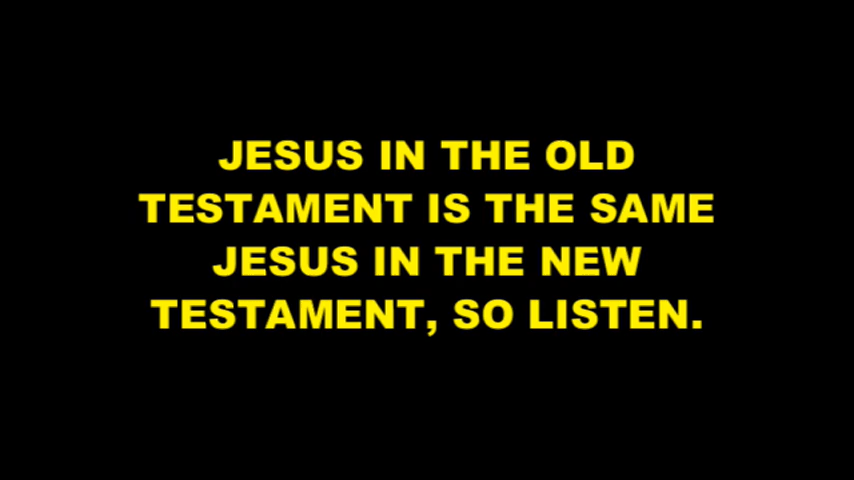 JESUS IN THE OLD
TESTAMENT IS THE SAME
JESUS IN THE NEW
TESTAMENT, SO LISTEN.